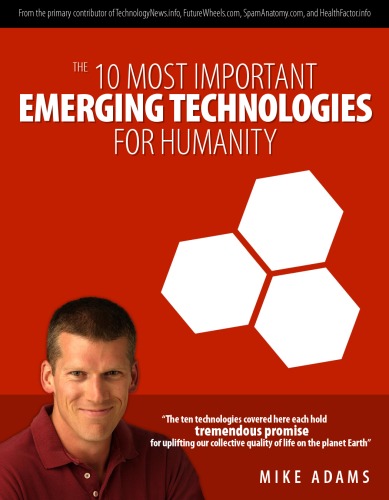 From the primary contributor of TechnologyNews.info, FutureWheels.com, SpamAnatomy.com, and HealthFactor.info
THE 10 MOST IMPORTANT
EMERGING TECHNOLOGIES
FOR HUMANITY
"The ten technologies covered here each hold
tremendous promise
for uplifting our collective quality of life on the planet Earth"
MIKE ADAMS